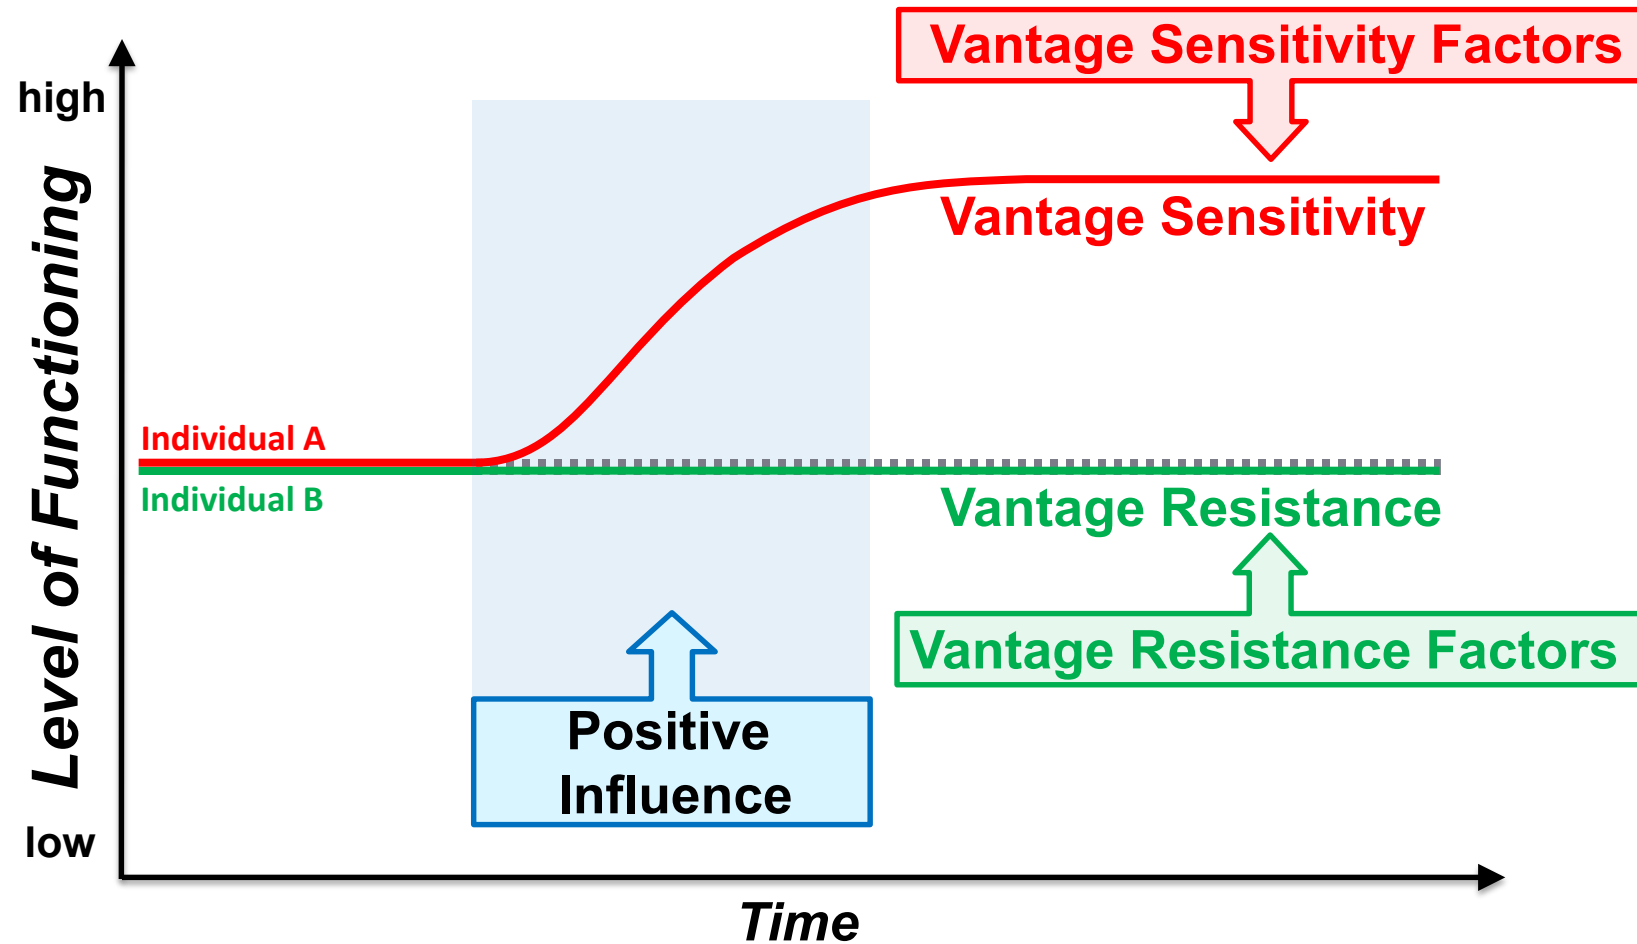 Vantage Sensitivity Factors
high
Vantage Sensitivity
Level of Functioning
Individual A
Individual B
Vantage Resistance
Vantage Resistance Factors
Positive
Influence
low
Time